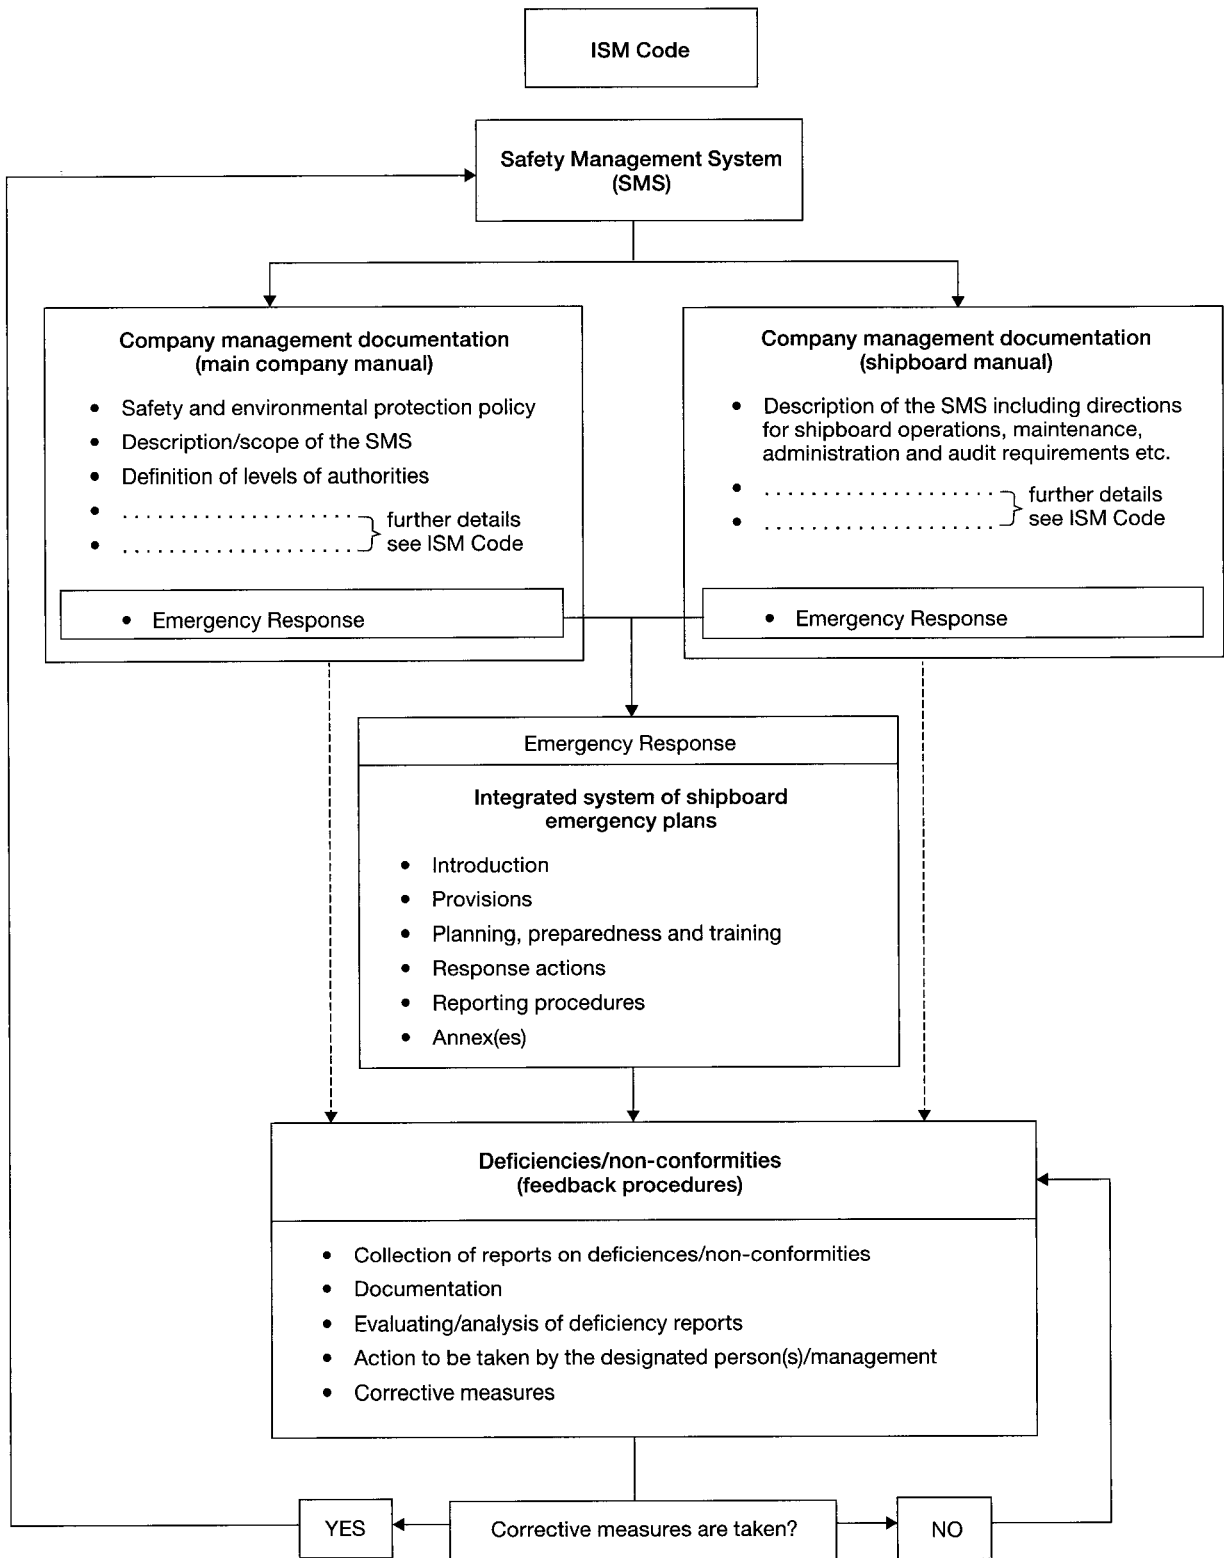 ISM Code
Safety Management System
(SMS)
Company management documentation
(main company manual)
• Safety and environmental protection policy
• Description/scope of the SMS
• Definition of levels of authorities
• . . . . . . . . . . . . . . . . . . . . . } further details
• . . . . . . . . . . . . . . . . . . . . . } see ISM Code
• Emergency Response
Company management documentation
(shipboard manual)
• Description of the SMS including directions
for shipboard operations, maintenance,
administration and audit requirements etc.
• . . . . . . . . . . . . . . . . . . . . . } further details
• . . . . . . . . . . . . . . . . . . . . . } see ISM Code
• Emergency Response
Emergency Response
Integrated system of shipboard
emergency plans
• Introduction
• Provisions
• Planning, preparedness and training
• Response actions
• Reporting procedures
• Annex(es)
Deficiencies/non-conformities
(feedback procedures)
• Collection of reports on deficiences/non-conformities
• Documentation
• Evaluating/analysis of deficiency reports
• Action to be taken by the designated person(s)/management
• Corrective measures
YES
Corrective measures are taken?
NO